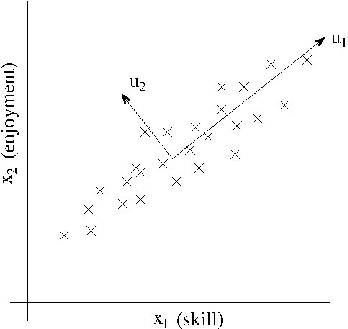 u₁
u₂
x₂ (enjoyment)
x₁ (skill)